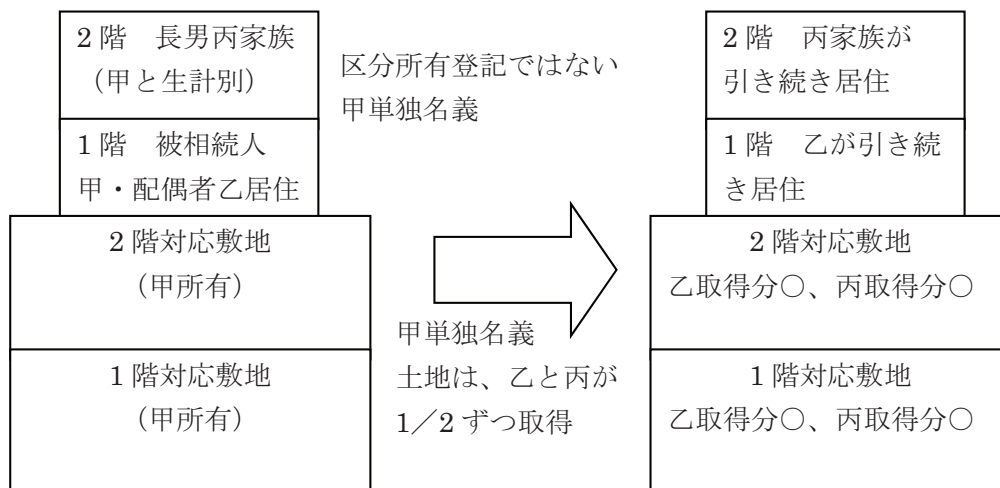 2階 長男丙家族
（甲と生計別）
1階 被相続人
甲・配偶者乙居住
2階対応敷地
（甲所有）
1階対応敷地
（甲所有）
区分所有登記ではない
甲単独名義
甲単独名義
土地は、乙と丙が
1／2ずつ取得
2階 丙家族が
引き続き居住
1階 乙が引き続
き居住
2階対応敷地
乙取得分○、丙取得分○
1階対応敷地
乙取得分○、丙取得分○